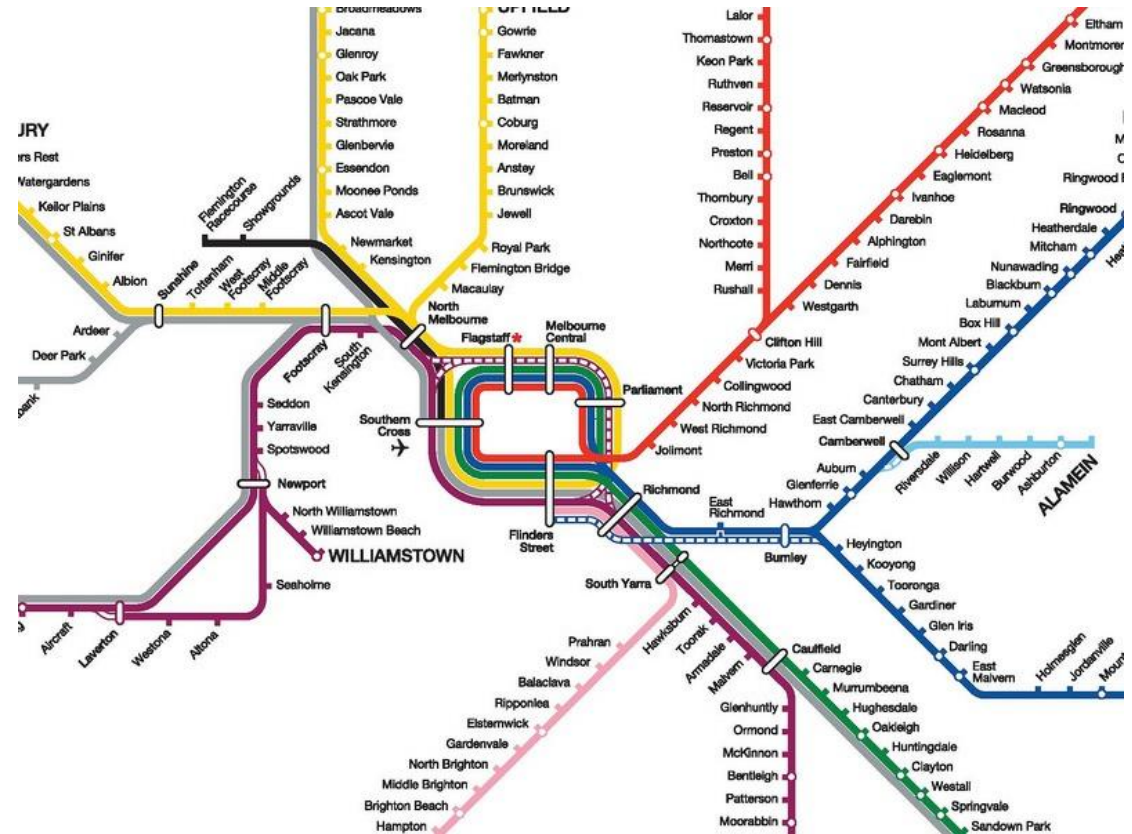 Broadmeadows
Jacana
Glenroy
Oak Park
Pascoe Vale
Strathmore
Glenbervie
Essendon
Moonee Ponds
Ascot Vale
Newmarket
Kensington
UPFIELD
Gowrie
Fawkner
Merlynston
Batman
Coburg
Moreland
Anstey
Brunswick
Jewell
Royal Park
Flemington Bridge
Macaulay
Lalor
Thomastown
Keon Park
Ruthven
Reservoir
Regent
Preston
Bell
Thornbury
Croxton
Northcote
Merri
Rushall
Eltham
Montmoren
Greensborough
Watsonia
Macleod
Rosanna
Heidelberg
Eaglemont
Ivanhoe
Darebin
Alphington
Fairfield
Dennis
Westgarth
Clifton Hill
Victoria Park
Collingwood
North Richmond
West Richmond
Jolimont
Ringwood E
Ringwood
Heatherdale
Heat
Mitcham
Nunawading
Blackburn
Laburnum
Box Hill
Mont Albert
Surrey Hills
Chatham
Canterbury
East Camberwell
Camberwell
Auburn
Glenferrie
Hawthorn
Riversdale
Willison
Hartwell
Burwood
Ashburton
ALAMEIN
URY
ers Rest
Watergardens
Keilor Plains
St Albans
Ginifer
Albion
Sunshine
Tottenham
West
Footscray
Middle
Footscray
Flemington
Racecourse
Showgrounds
Ardeer
Deer Park
bank
Footscray
South
Kensington
North
Melbourne
Flagstaff*
Melbourne
Central
Parliament
Southern
Cross
Flinders
Street
Richmond
East
Richmond
Burnley
South Yarra
Seddon
Yarraville
Spotswood
Newport
North Williamstown
Williamstown Beach
WILLIAMSTOWN
Seaholme
Aircraft
Laverton
Westona
Altona
Heyington
Kooyong
Tooronga
Gardiner
Glen Iris
Darling
East
Malvern
Holmesglen
Jordanville
Mount
Prahran
Windsor
Balaclava
Ripponlea
Elsternwick
Gardenvale
North Brighton
Middle Brighton
Brighton Beach
Hampton
Hawksburn
Toorak
Armadale
Malvern
Caulfield
Carnegie
Murrumbeena
Hughesdale
Oakleigh
Huntingdale
Clayton
Westall
Springvale
Sandown Park
Glenhuntly
Ormond
McKinnon
Bentleigh
Patterson
Moorabbin